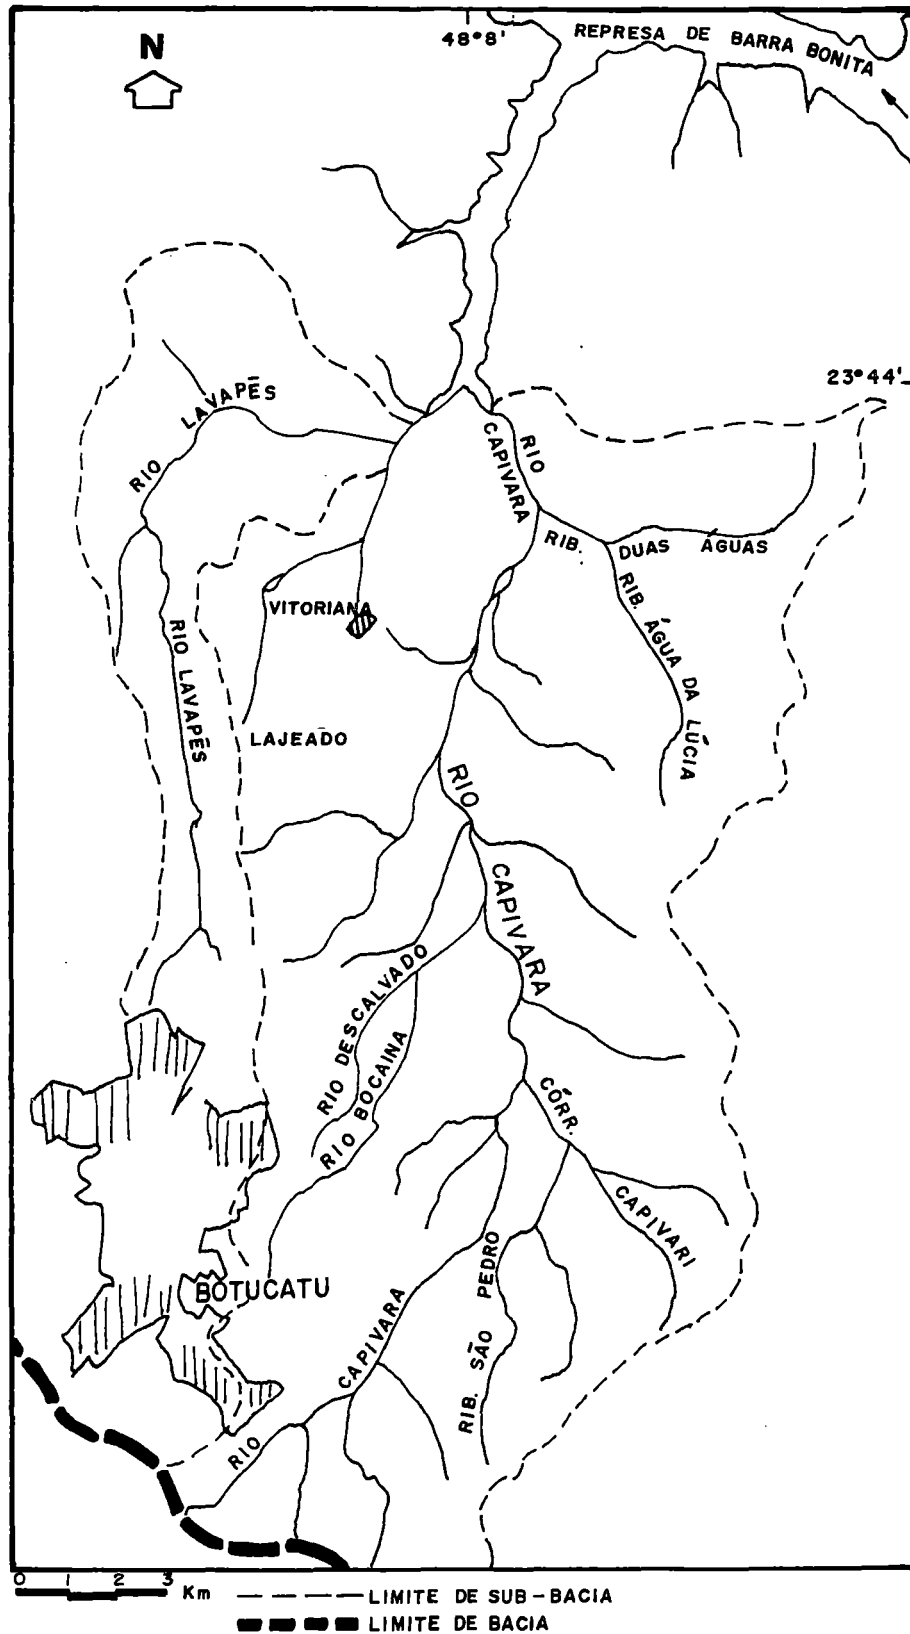 48°8'
REPRESA DE BARRA BONITA
N
23°44'
RIO LAVAPÉS
RIO CAPIVARA
RIB. DUAS ÁGUAS
RIB. ÁGUA DA LÚCIA
VITORIANA
RIO LAVAPÉS
LAJEADO
RIO CAPIVARA
RIO DESCALVADO
RIO BOCAINA
CÓRR. CAPIVARI
BOTUCATU
RIB. SÃO PEDRO
RIO CAPIVARA
0 1 2 3 Km
LIMITE DE SUB-BACIA
LIMITE DE BACIA